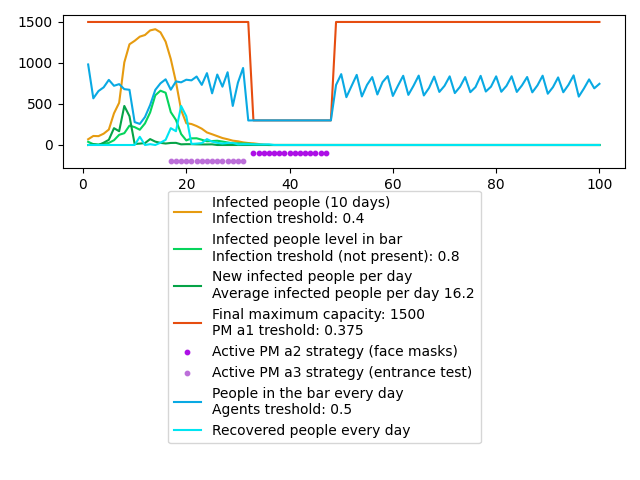 1500
1000
500
0
0 20 40 60 80 100
Infected people (10 days)
Infection treshold: 0.4
Infected people level in bar
Infection treshold (not present): 0.8
New infected people per day
Average infected people per day 16.2
Final maximum capacity: 1500
PM a1 treshold: 0.375
Active PM a2 strategy (face masks)
Active PM a3 strategy (entrance test)
People in the bar every day
Agents treshold: 0.5
Recovered people every day